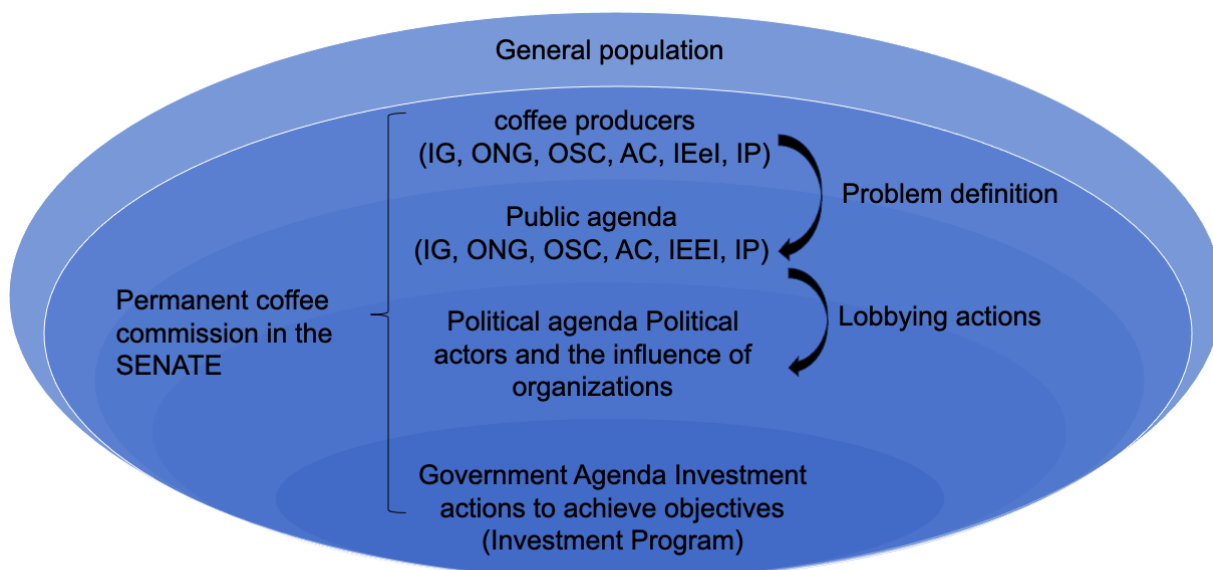 General population
coffee producers
(IG, ONG, OSC, AC, IEeI, IP)
Problem definition
Public agenda
(IG, ONG, OSC, AC, IEEI, IP)
Permanent coffee
commission in the
SENATE
Political agenda Political
actors and the influence of
organizations
Lobbying actions
Government Agenda Investment
actions to achieve objectives
(Investment Program)